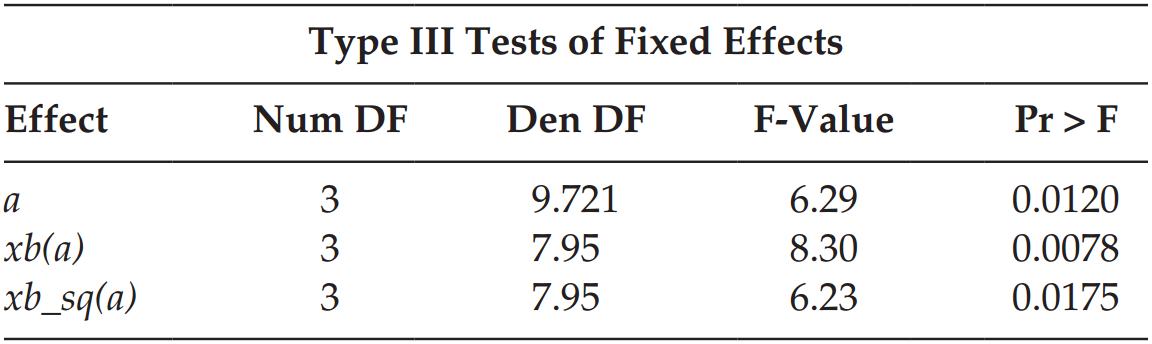 Type III Tests of Fixed Effects
Effect Num DF Den DF F-Value Pr > F
a 3 9.721 6.29 0.0120
xb(a) 3 7.95 8.30 0.0078
xb_sq(a) 3 7.95 6.23 0.0175